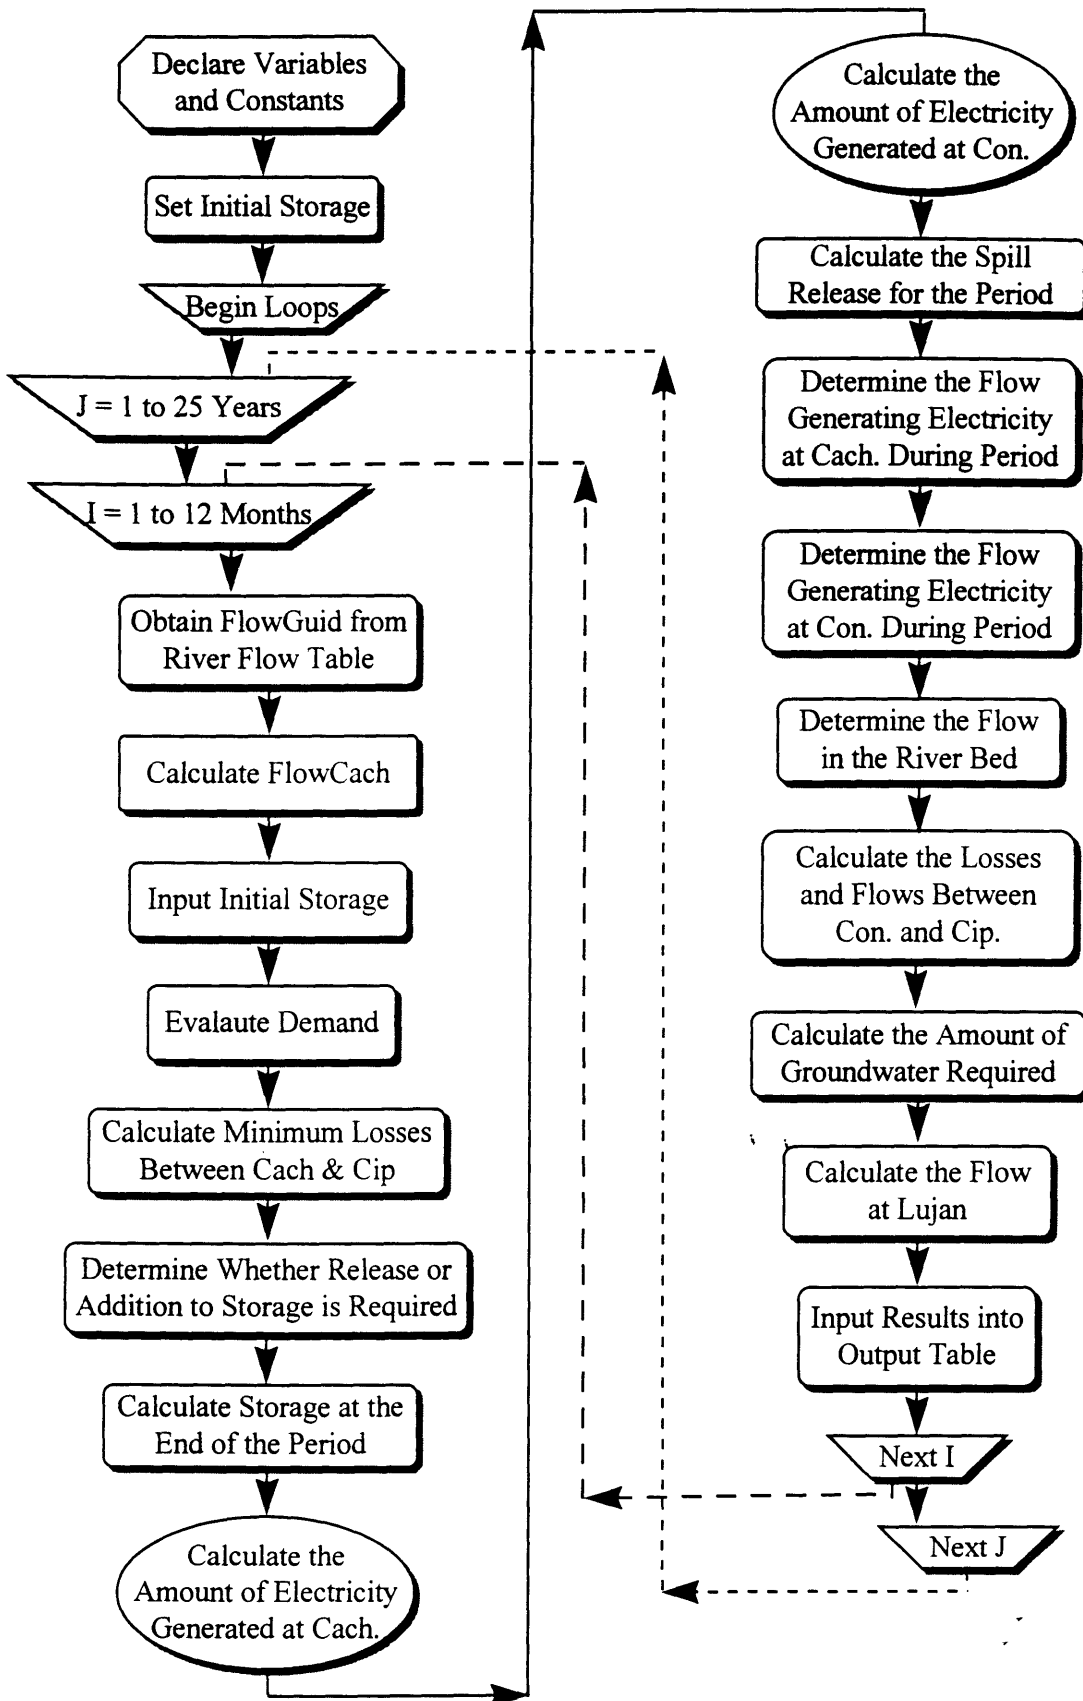 Declare Variables
and Constants
Set Initial Storage
Begin Loops
J = 1 to 25 Years
I = 1 to 12 Months
Obtain FlowGuid from
River Flow Table
Calculate FlowCach
Input Initial Storage
Evalaute Demand
Calculate Minimum Losses
Between Cach & Cip
Determine Whether Release or
Addition to Storage is Required
Calculate Storage at the
End of the Period
Calculate the
Amount of Electricity
Generated at Cach.
Calculate the
Amount of Electricity
Generated at Con.
Calculate the Spill
Release for the Period
Determine the Flow
Generating Electricity
at Cach. During Period
Determine the Flow
Generating Electricity
at Con. During Period
Determine the Flow
in the River Bed
Calculate the Losses
and Flows Between
Con. and Cip.
Calculate the Amount of
Groundwater Required
Calculate the Flow
at Lujan
Input Results into
Output Table
Next I
Next J